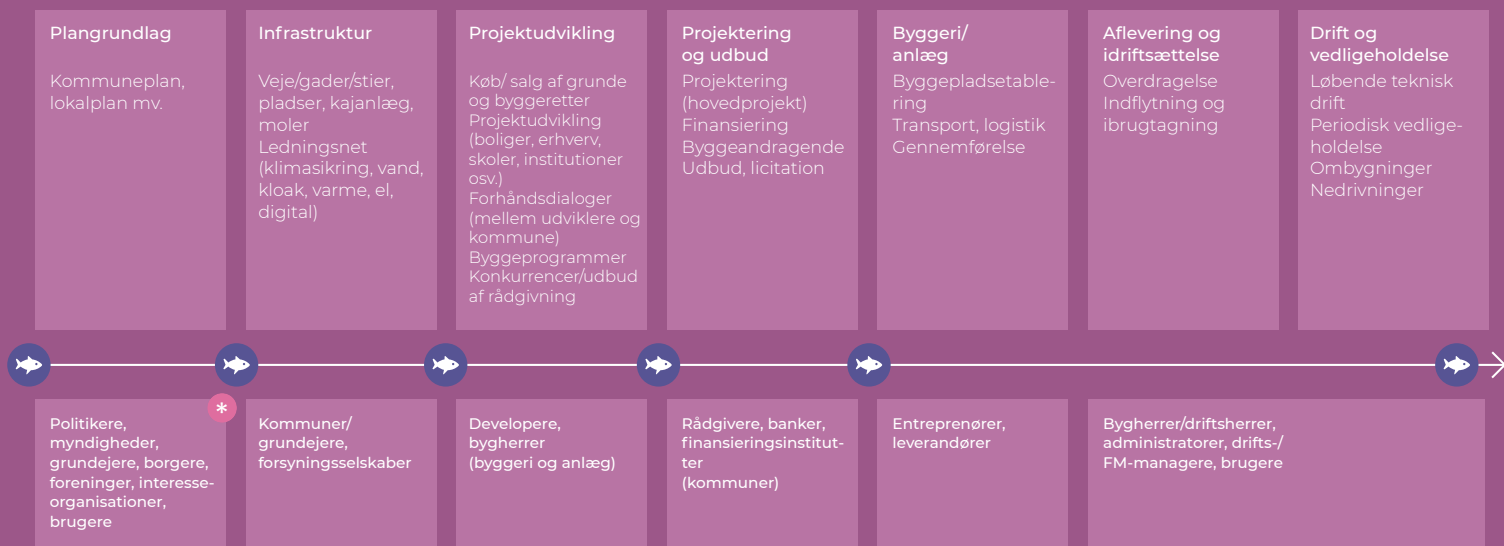 Plangrundlag
Kommuneplan,
lokalplan mv.
Infrastruktur
Veje/gader/stier,
pladser, kajanlæg,
moler
Ledningsnet
(klimasikring, vand,
kloak, varme, el,
digital)
Projektudvikling
Køb/ salg af grunde
og byggeretter
Projektudvikling
(boliger, erhverv,
skoler, institutioner
osv.)
Forhåndsdialoger
(mellem udviklere og
kommune)
Byggeprogrammer
Konkurrencer/udbud
af rådgivning
Projektering
og udbud
Projektering
(hovedprojekt)
Finansiering
Byggeandragende
Udbud, licitation
Byggeri/
anlæg
Byggepladsetable-
ring
Transport, logistik
Gennemførelse
Aflevering og
idriftsættelse
Overdragelse
Indflytning og
ibrugtagning
Drift og
vedligeholdelse
Løbende teknisk
drift
Periodisk vedlige-
holdelse
Ombygninger
Nedrivninger
*
Politikere,
myndigheder,
grundejere, borgere,
foreninger, interesse-
organisationer,
brugere
Kommuner/
grundejere,
forsyningsselskaber
Developere,
bygherrer
(byggeri og anlæg)
Rådgivere, banker,
finansieringsinstitut-
ter
(kommuner)
Entreprenører,
leverandører
Bygherrer/driftsherrer,
administratorer, drifts-/
FM-managere, brugere